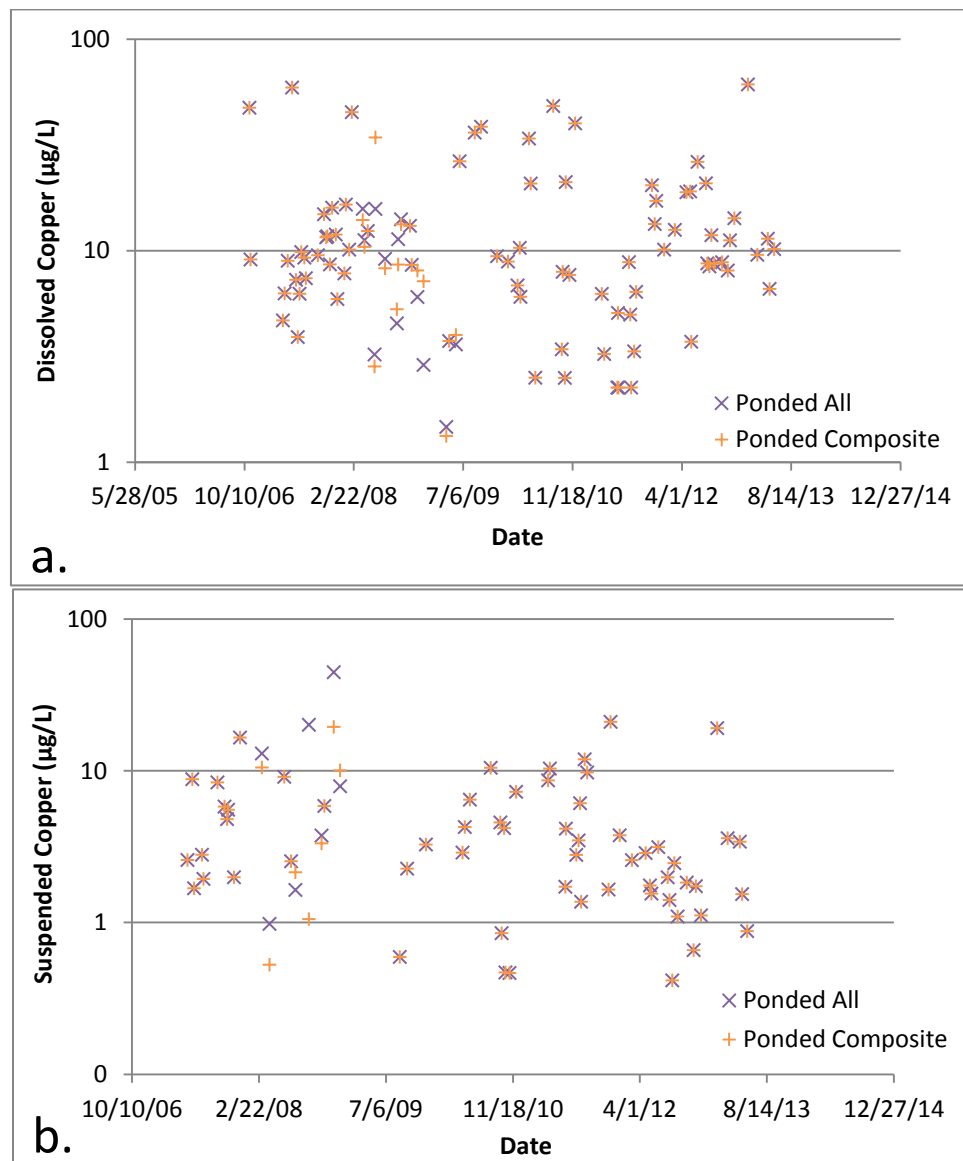 100
10
1
Dissolved Copper (µg/L)
Ponded All
Ponded Composite
5/28/05 10/10/06 2/22/08 7/6/09 11/18/10 4/1/12 8/14/13 12/27/14
Date
a.
100
10
1
0
Suspended Copper (µg/L)
Ponded All
Ponded Composite
10/10/06 2/22/08 7/6/09 11/18/10 4/1/12 8/14/13 12/27/14
Date
b.